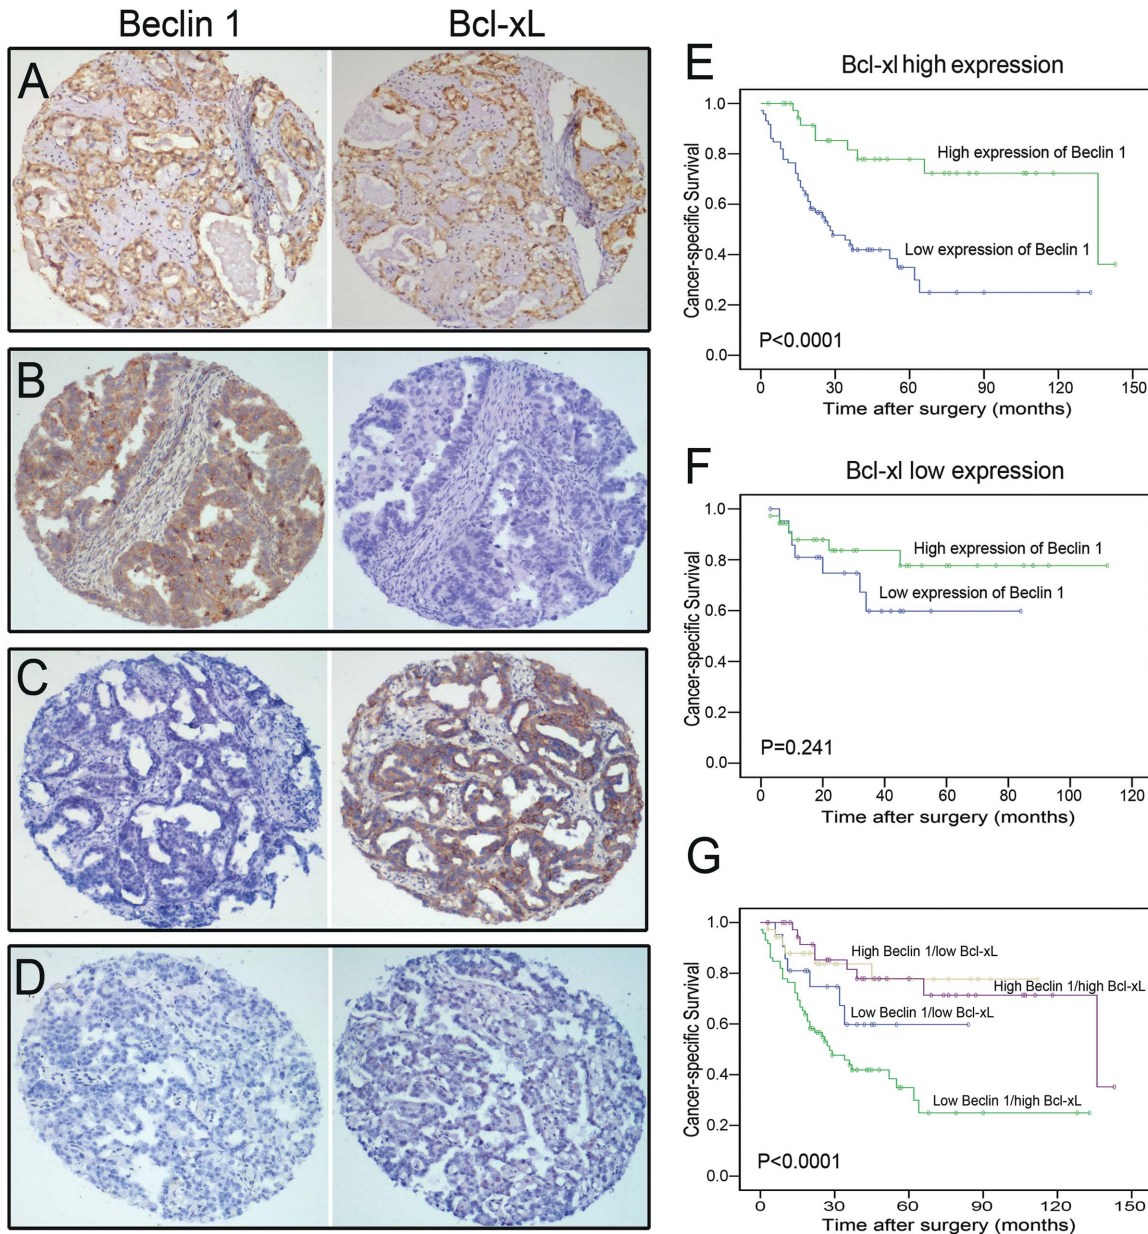 Beclin 1
Bcl-xL
A
B
C
D
E
Bcl-xl high expression
Cancer-specific Survival
1.0
0.8
0.6
0.4
0.2
0.0
High expression of Beclin 1
Low expression of Beclin 1
P<0.0001
0 30 60 90 120 150
Time after surgery (months)
F
Bcl-xl low expression
Cancer-specific Survival
1.0
0.8
0.6
0.4
0.2
0.0
High expression of Beclin 1
Low expression of Beclin 1
P=0.241
0 20 40 60 80 100 120
Time after surgery (months)
G
Cancer-specific Survival
1.0
0.8
0.6
0.4
0.2
0.0
High Beclin 1/low Bcl-xL
High Beclin 1/high Bcl-xL
Low Beclin 1/low Bcl-xL
Low Beclin 1/high Bcl-xL
P<0.0001
0 30 60 90 120 150
Time after surgery (months)